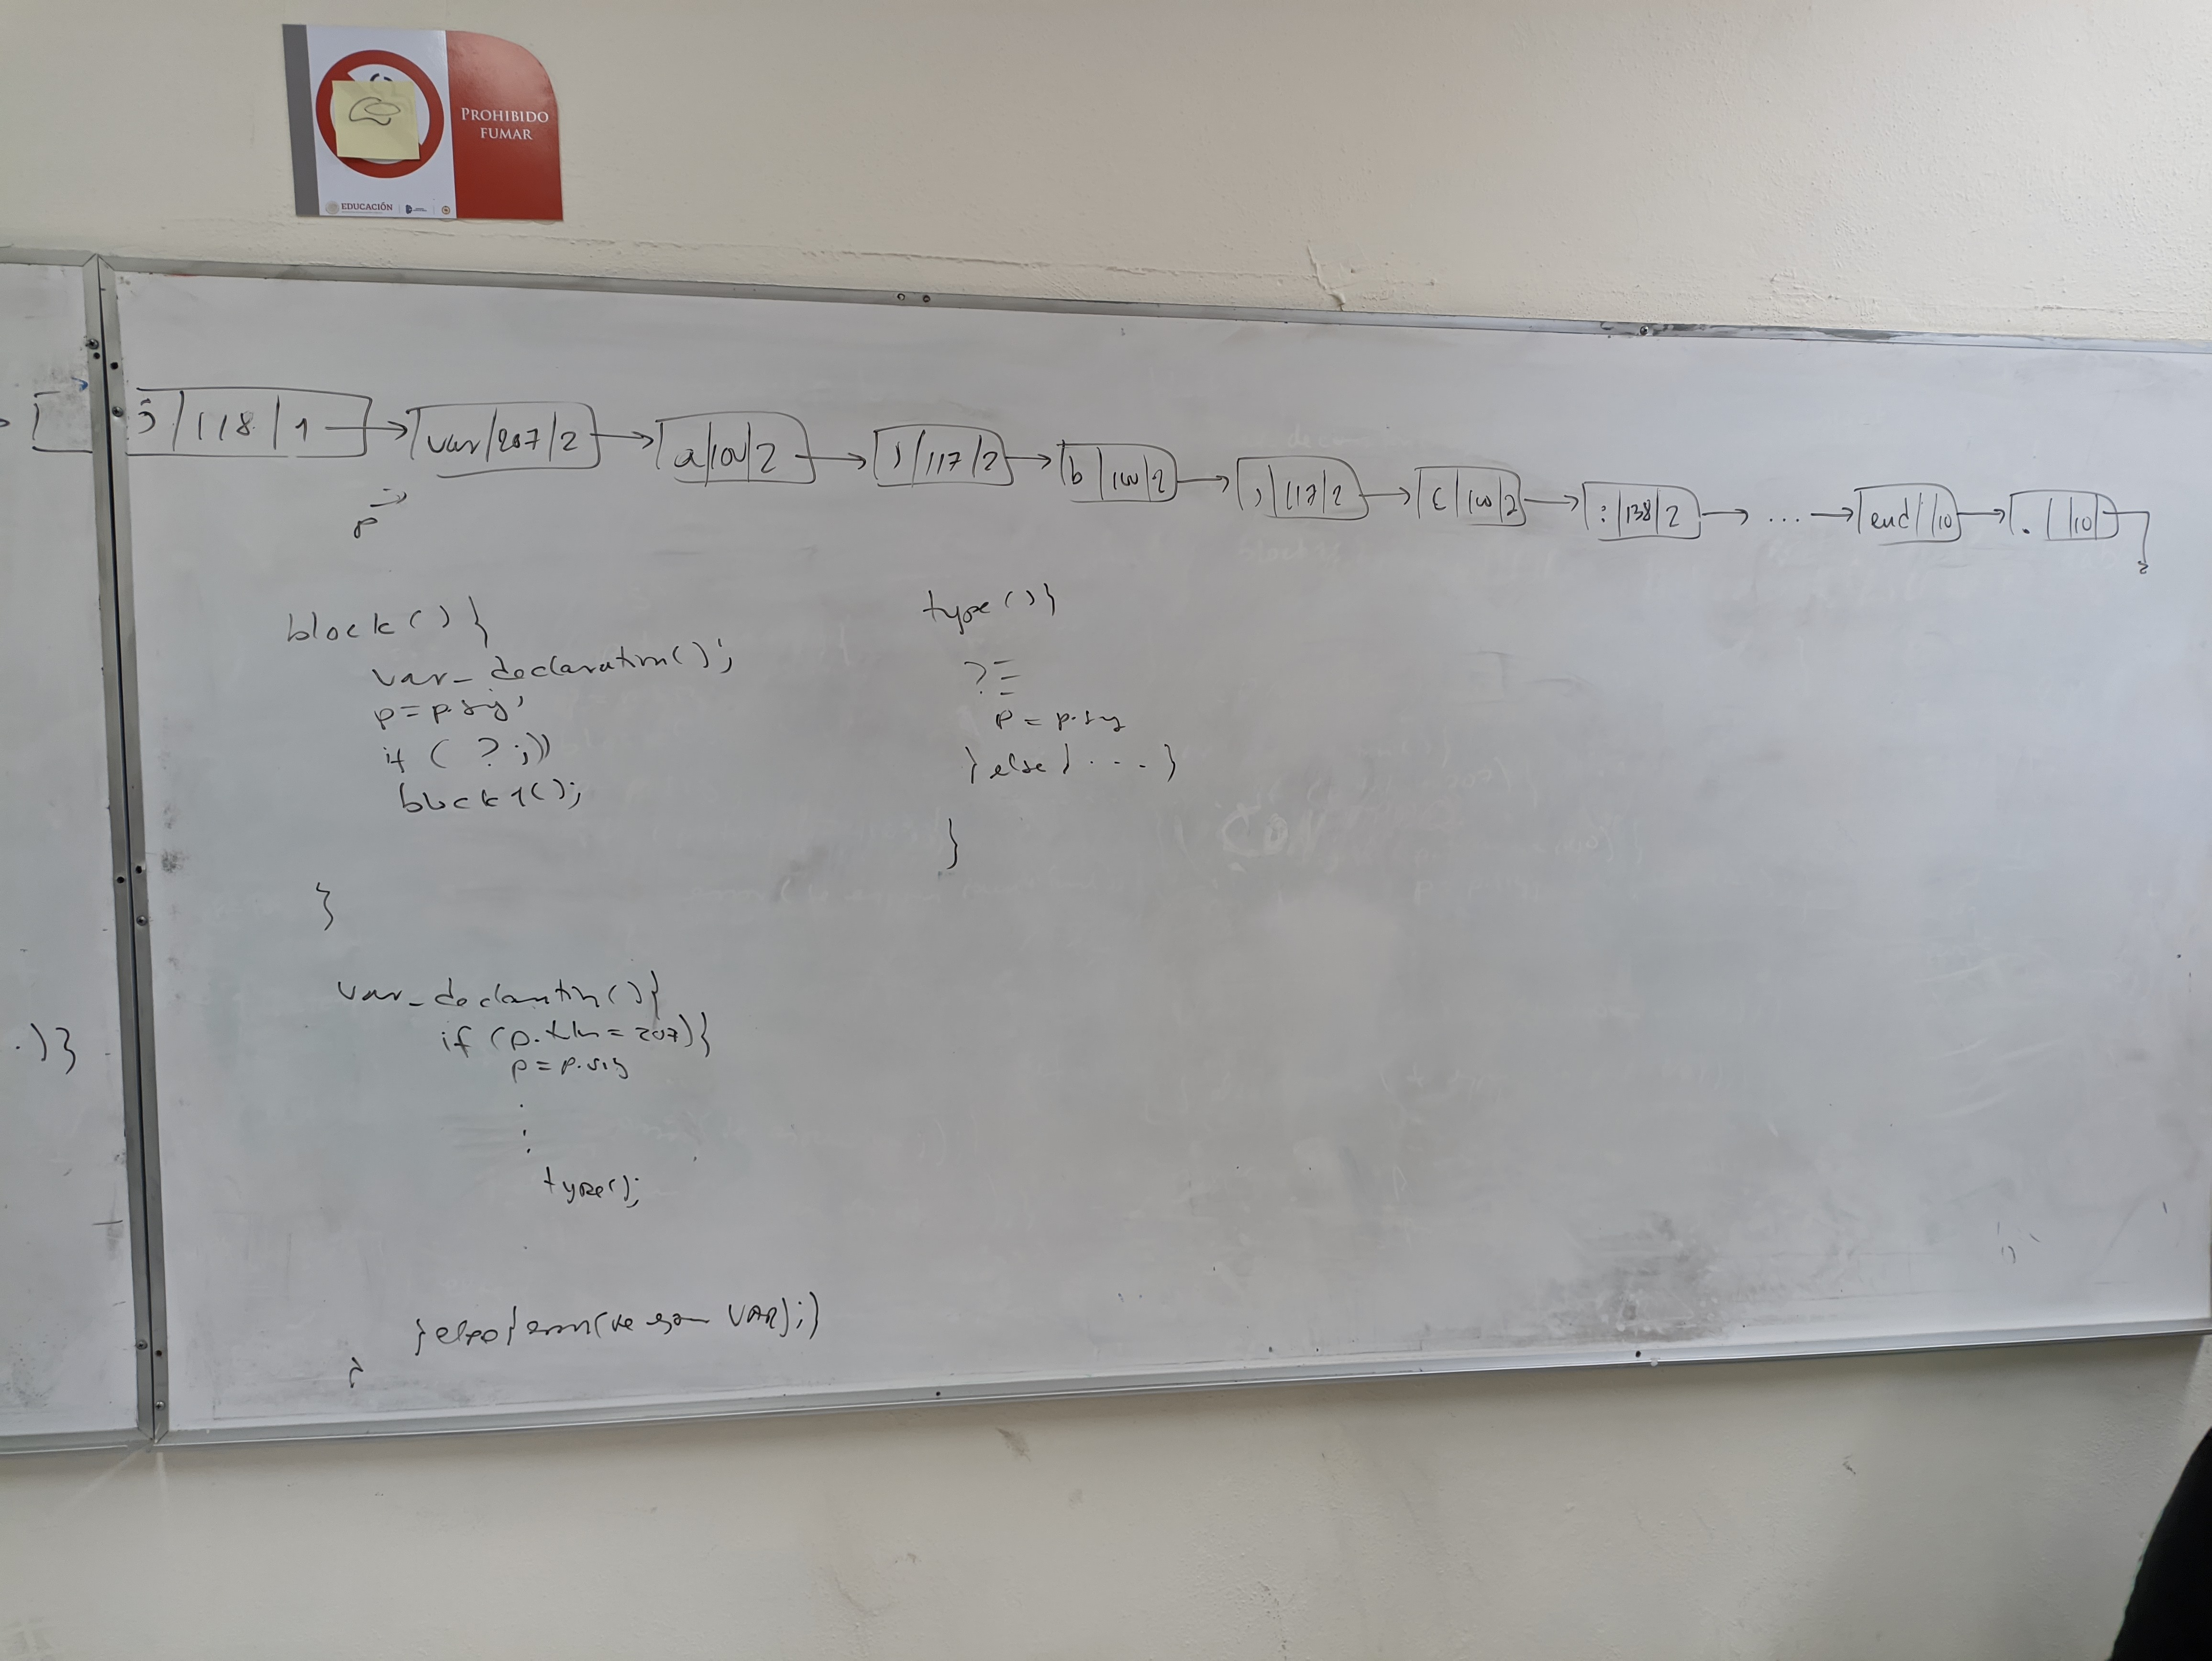 PROHIBIDO
FUMAR
EDUCACIÓN
; | 118 | 1 → var | 207 | 2 → a | 100 | 2 → , | 117 | 2 → b | 100 | 2 → , | 117 | 2 → c | 100 | 2 → : | 138 | 2 → ... → end | | 10 → . | | 10 |
p →
block(){
var_declaration();
p=p.sig;
if ( ? ;))
block1();
}
var_declaration(){
if (p.tkn=207){
p=p.sig
.
:
type();
}else{error(se espera VAR);}
}
type(){
? =
p = p.sig
}else{ .... }
}
.)}